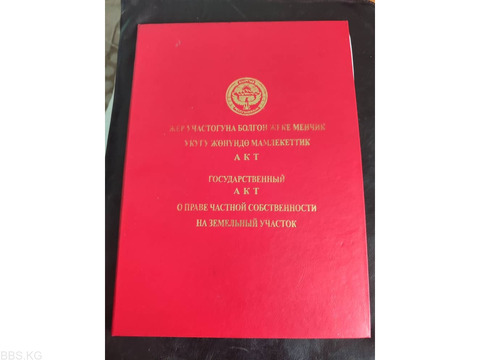 ЖЕР УЧАСТОГУНА БОЛГОН ЖЕКЕ МЕНЧИК
УКУГУ ЖӨНҮНДӨ МАМЛЕКЕТТИК
АКТ
ГОСУДАРСТВЕННЫЙ
АКТ
О ПРАВЕ ЧАСТНОЙ СОБСТВЕННОСТИ
НА ЗЕМЕЛЬНЫЙ УЧАСТОК
BBS.KG